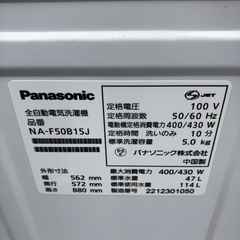 Panasonic
JET
全自動電気洗濯機
品番
NA-F50B15J
定格電圧 100 V
定格周波数 50/60 Hz
電動機定格消費電力 400/430 W
定格時間 洗いのみ 10分
標準洗濯容量 5.0 kg
パナソニック株式会社
中国製
外形寸法
幅 562 mm
奥行 572 mm
高さ 880 mm
最大消費電力 400/430 W
標準水量 47 L
標準使用水量 114 L
製造番号 2212301050